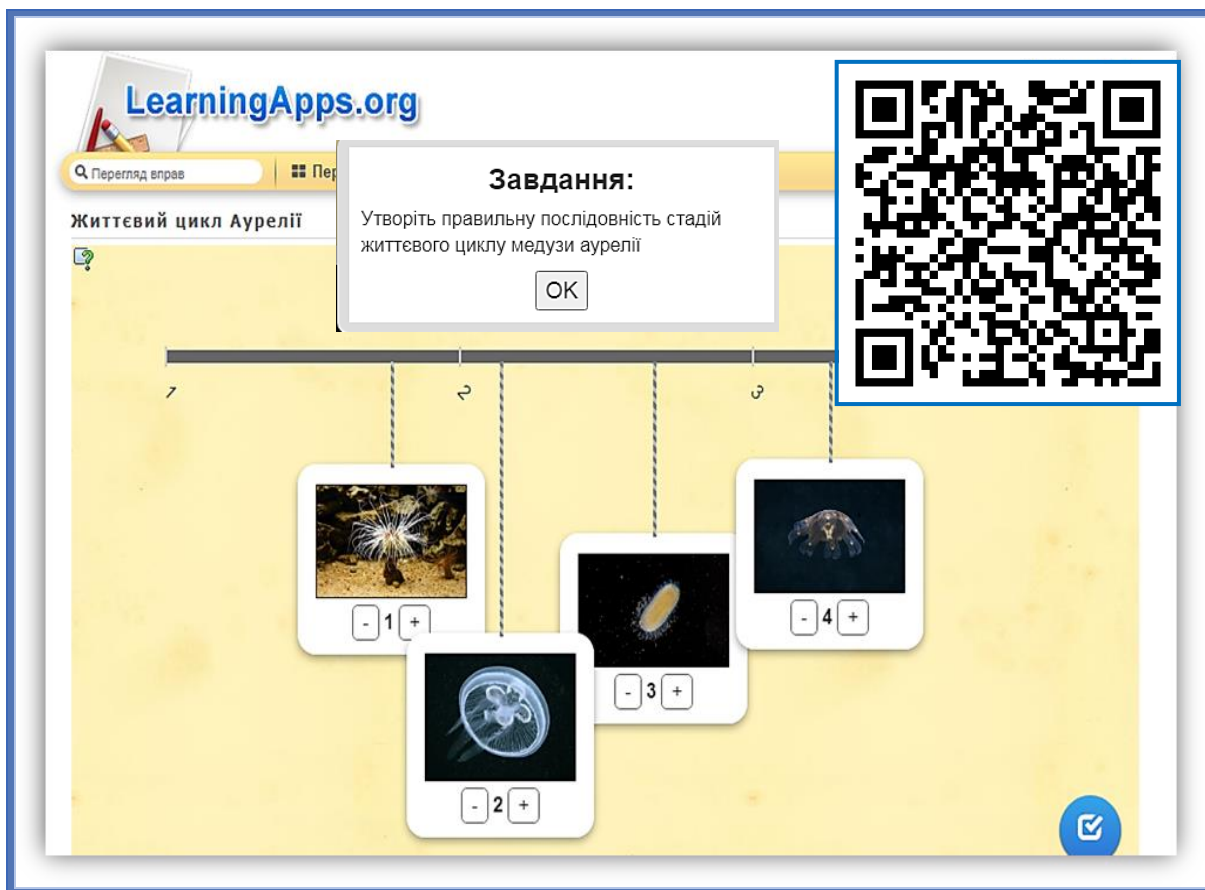 LearningApps.org
Перегляд вправ
Пер
Завдання:
Утворіть правильну послідовність стадій
життєвого циклу медузи аурелії
OK
Життєвий цикл Аурелії
1 2 3
- 1 +
- 2 +
- 3 +
- 4 +